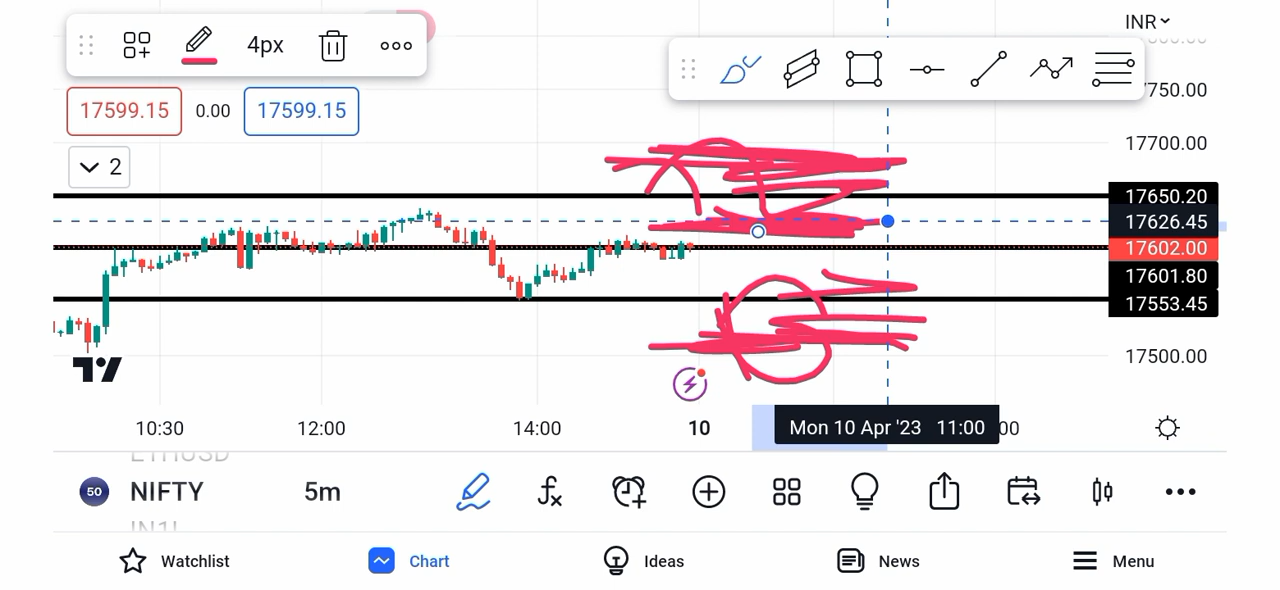 4px
INR
17599.15 0.00 17599.15
17750.00
2
17700.00
17650.20
17626.45
17602.00
17601.80
17553.45
17500.00
10:30 12:00 14:00 10 Mon 10 Apr '23 11:00 00
ETHUSD
50 NIFTY 5m
Watchlist Chart Ideas News Menu